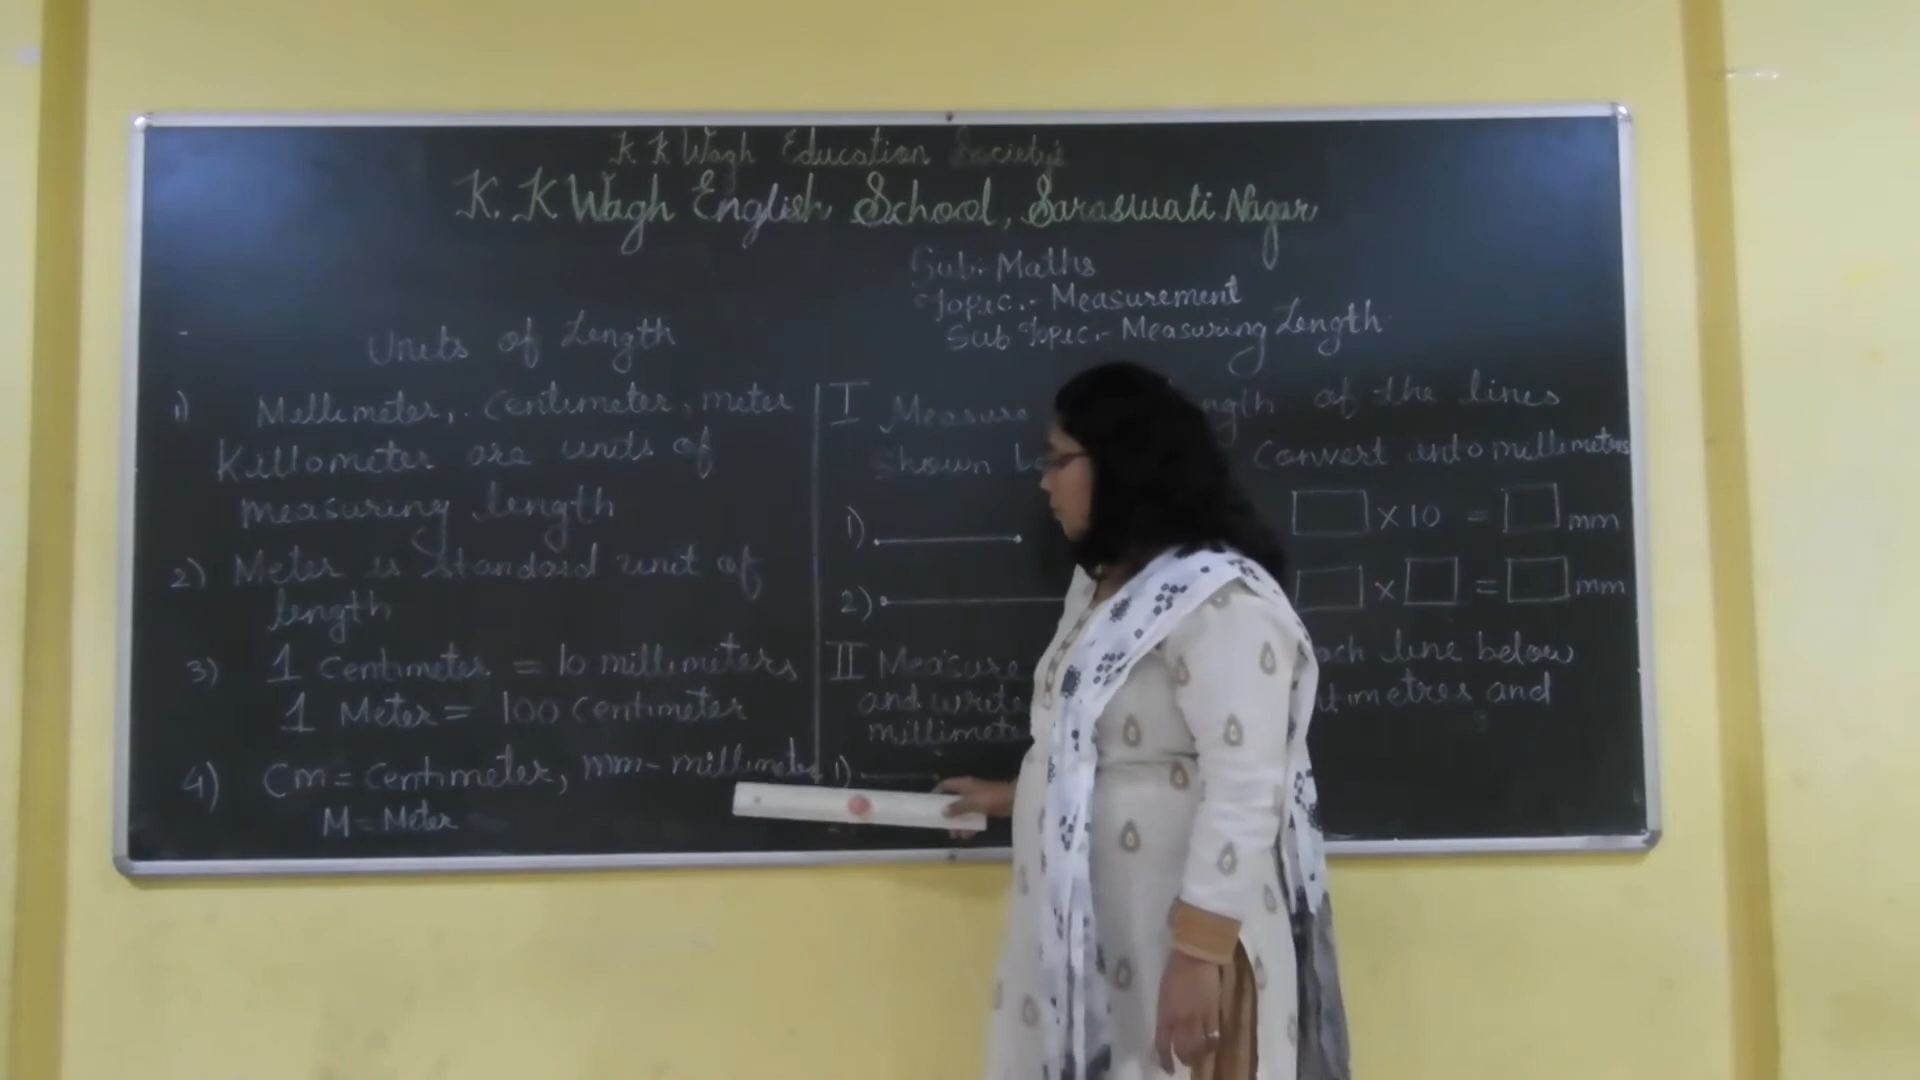 K K Wagh Education Society's
K. K Wagh English School, Saraswati Nagar
Sub:- Maths
Topic:- Measurement
Sub Topic:- Measuring Length
Units of Length
1) Millimeter, Centimeter, meter
Killometer are units of
measuring length
2) Meter is standard unit of
length
3) 1 Centimeter = 10 millimeters
1 Meter = 100 Centimeter
4) Cm = Centimeter, mm - millimeter
M = Meter
I Measure of the lines
Shown Convert into millimeters
1) × 10 = mm
2) × = mm
II Measure each line below
and write and
1)